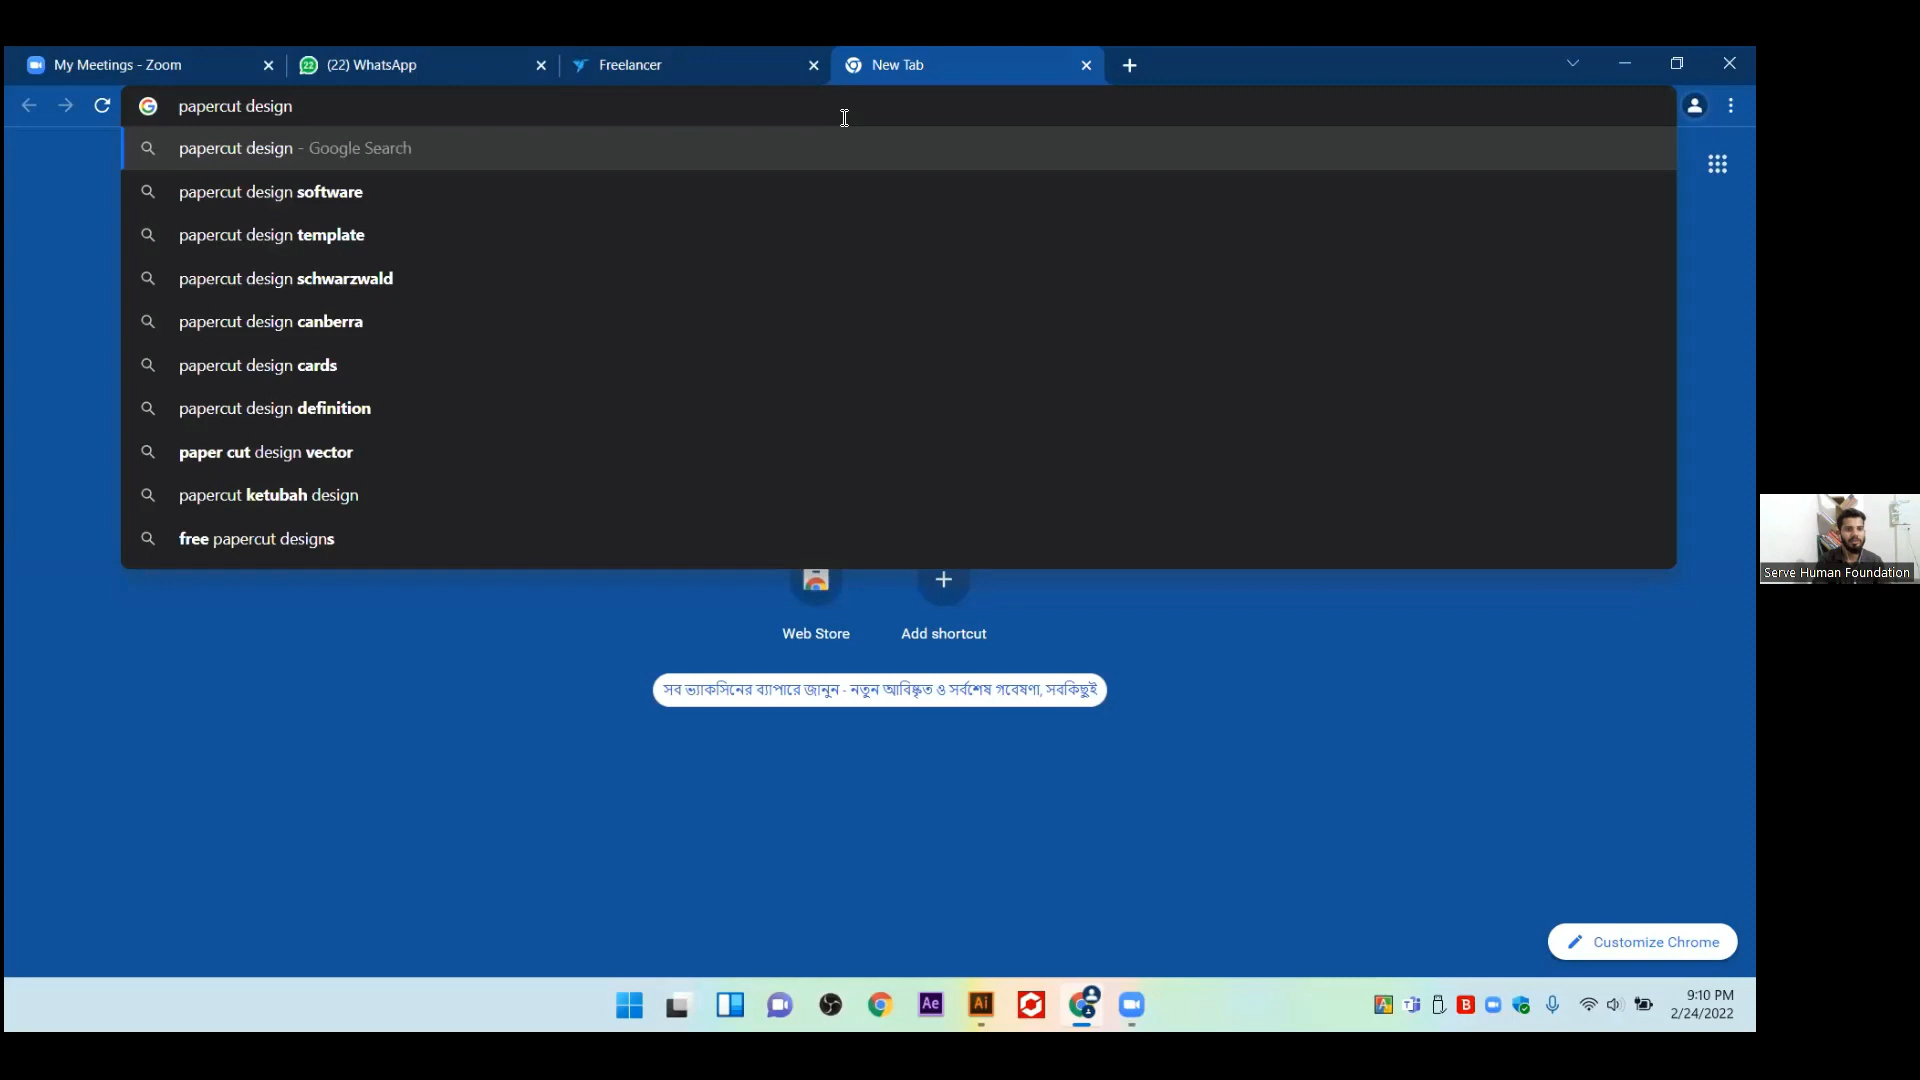 My Meetings - Zoom
(22) WhatsApp
Freelancer
New Tab
papercut design
papercut design - Google Search
papercut design software
papercut design template
papercut design schwarzwald
papercut design canberra
papercut design cards
papercut design definition
paper cut design vector
papercut ketubah design
free papercut designs
Serve Human Foundation
Web Store
Add shortcut
সব ভ্যাকসিনের ব্যাপারে জানুন - নতুন আবিষ্কৃত ও সর্বশেষ গবেষণা, সবকিছুই
Customize Chrome
Ae
Ai
B
9:10 PM
2/24/2022